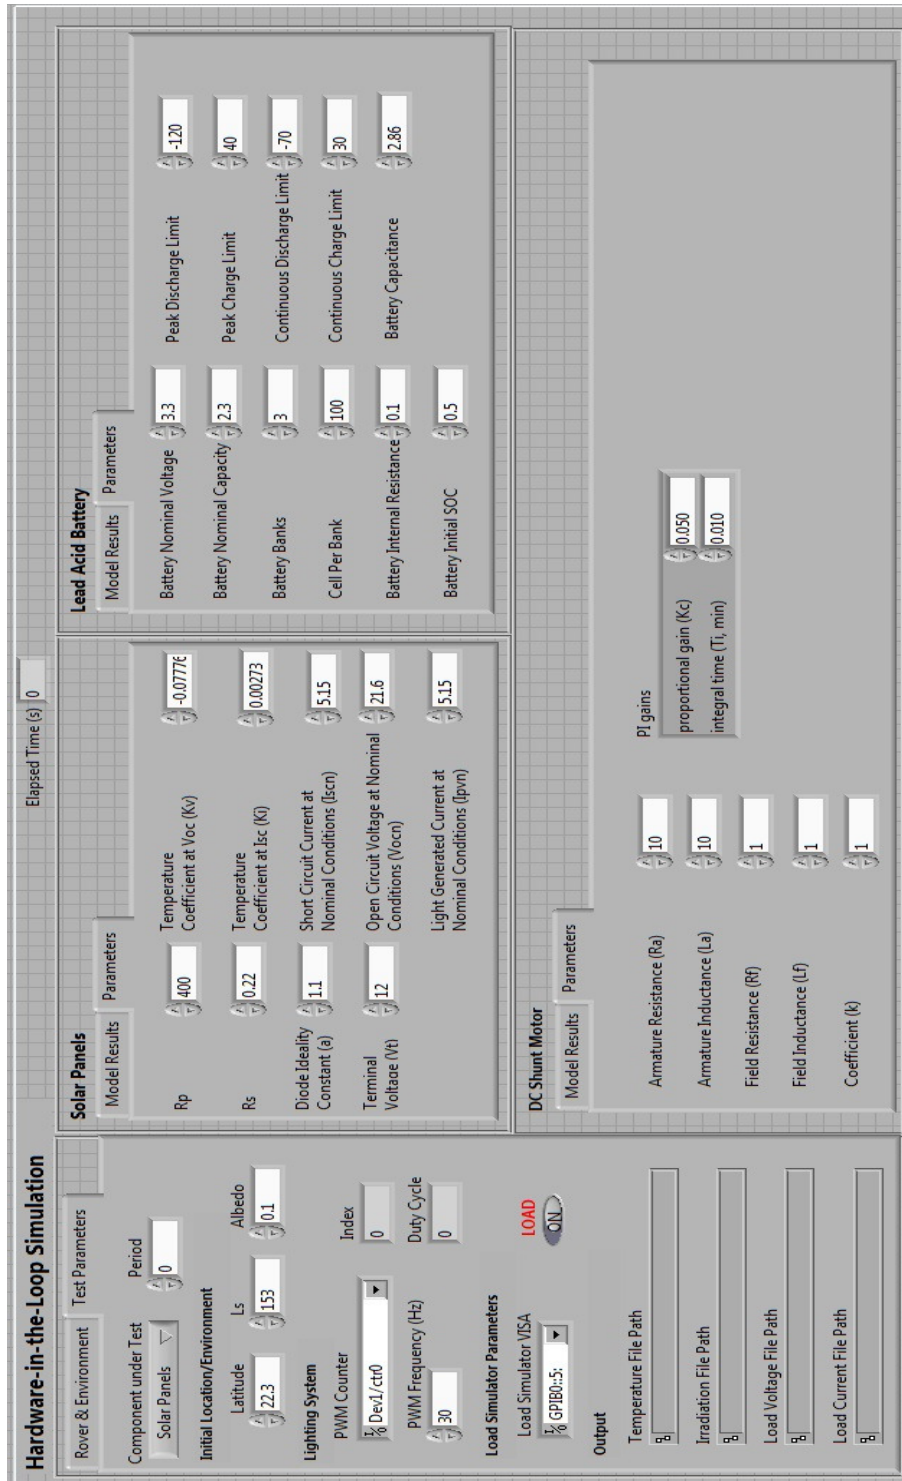 Hardware-in-the-Loop Simulation
Elapsed Time (s) 0
Rover & Environment Test Parameters
Component under Test Period
Solar Panels 0
Initial Location/Environment
Latitude Ls Albedo
22.3 153 0.1
Lighting System
PWM Counter Index
Dev1/ctr0 0
PWM Frequency (Hz) Duty Cycle
30 0
Load Simulator Parameters
Load Simulator VISA LOAD
GPIB0::5: ON
Output
Temperature File Path
Irradiation File Path
Load Voltage File Path
Load Current File Path
Solar Panels
Model Results Parameters
Rp 400
Rs 0.22
Diode Ideality
Constant (a) 1.1
Terminal
Voltage (Vt) 12
Temperature
Coefficient at Voc (Kv) -0.0776
Temperature
Coefficient at Isc (Ki) 0.00273
Short Circuit Current at
Nominal Conditions (Iscn) 5.15
Open Circuit Voltage at Nominal
Conditions (Vocn) 21.6
Light Generated Current at
Nominal Conditions (Ipvn) 5.15
Lead Acid Battery
Model Results Parameters
Battery Nominal Voltage 3.3
Battery Nominal Capacity 2.3
Battery Banks 3
Cell Per Bank 100
Battery Internal Resistance 0.1
Battery Initial SOC 0.5
Peak Discharge Limit -120
Peak Charge Limit 40
Continuous Discharge Limit -70
Continuous Charge Limit 30
Battery Capacitance 2.86
DC Shunt Motor
Model Results Parameters
Armature Resistance (Ra) 10
Armature Inductance (La) 10
Field Resistance (Rf) 1
Field Inductance (Lf) 1
Coefficient (k) 1
PI gains
proportional gain (Kc) 0.050
integral time (Ti, min) 0.010